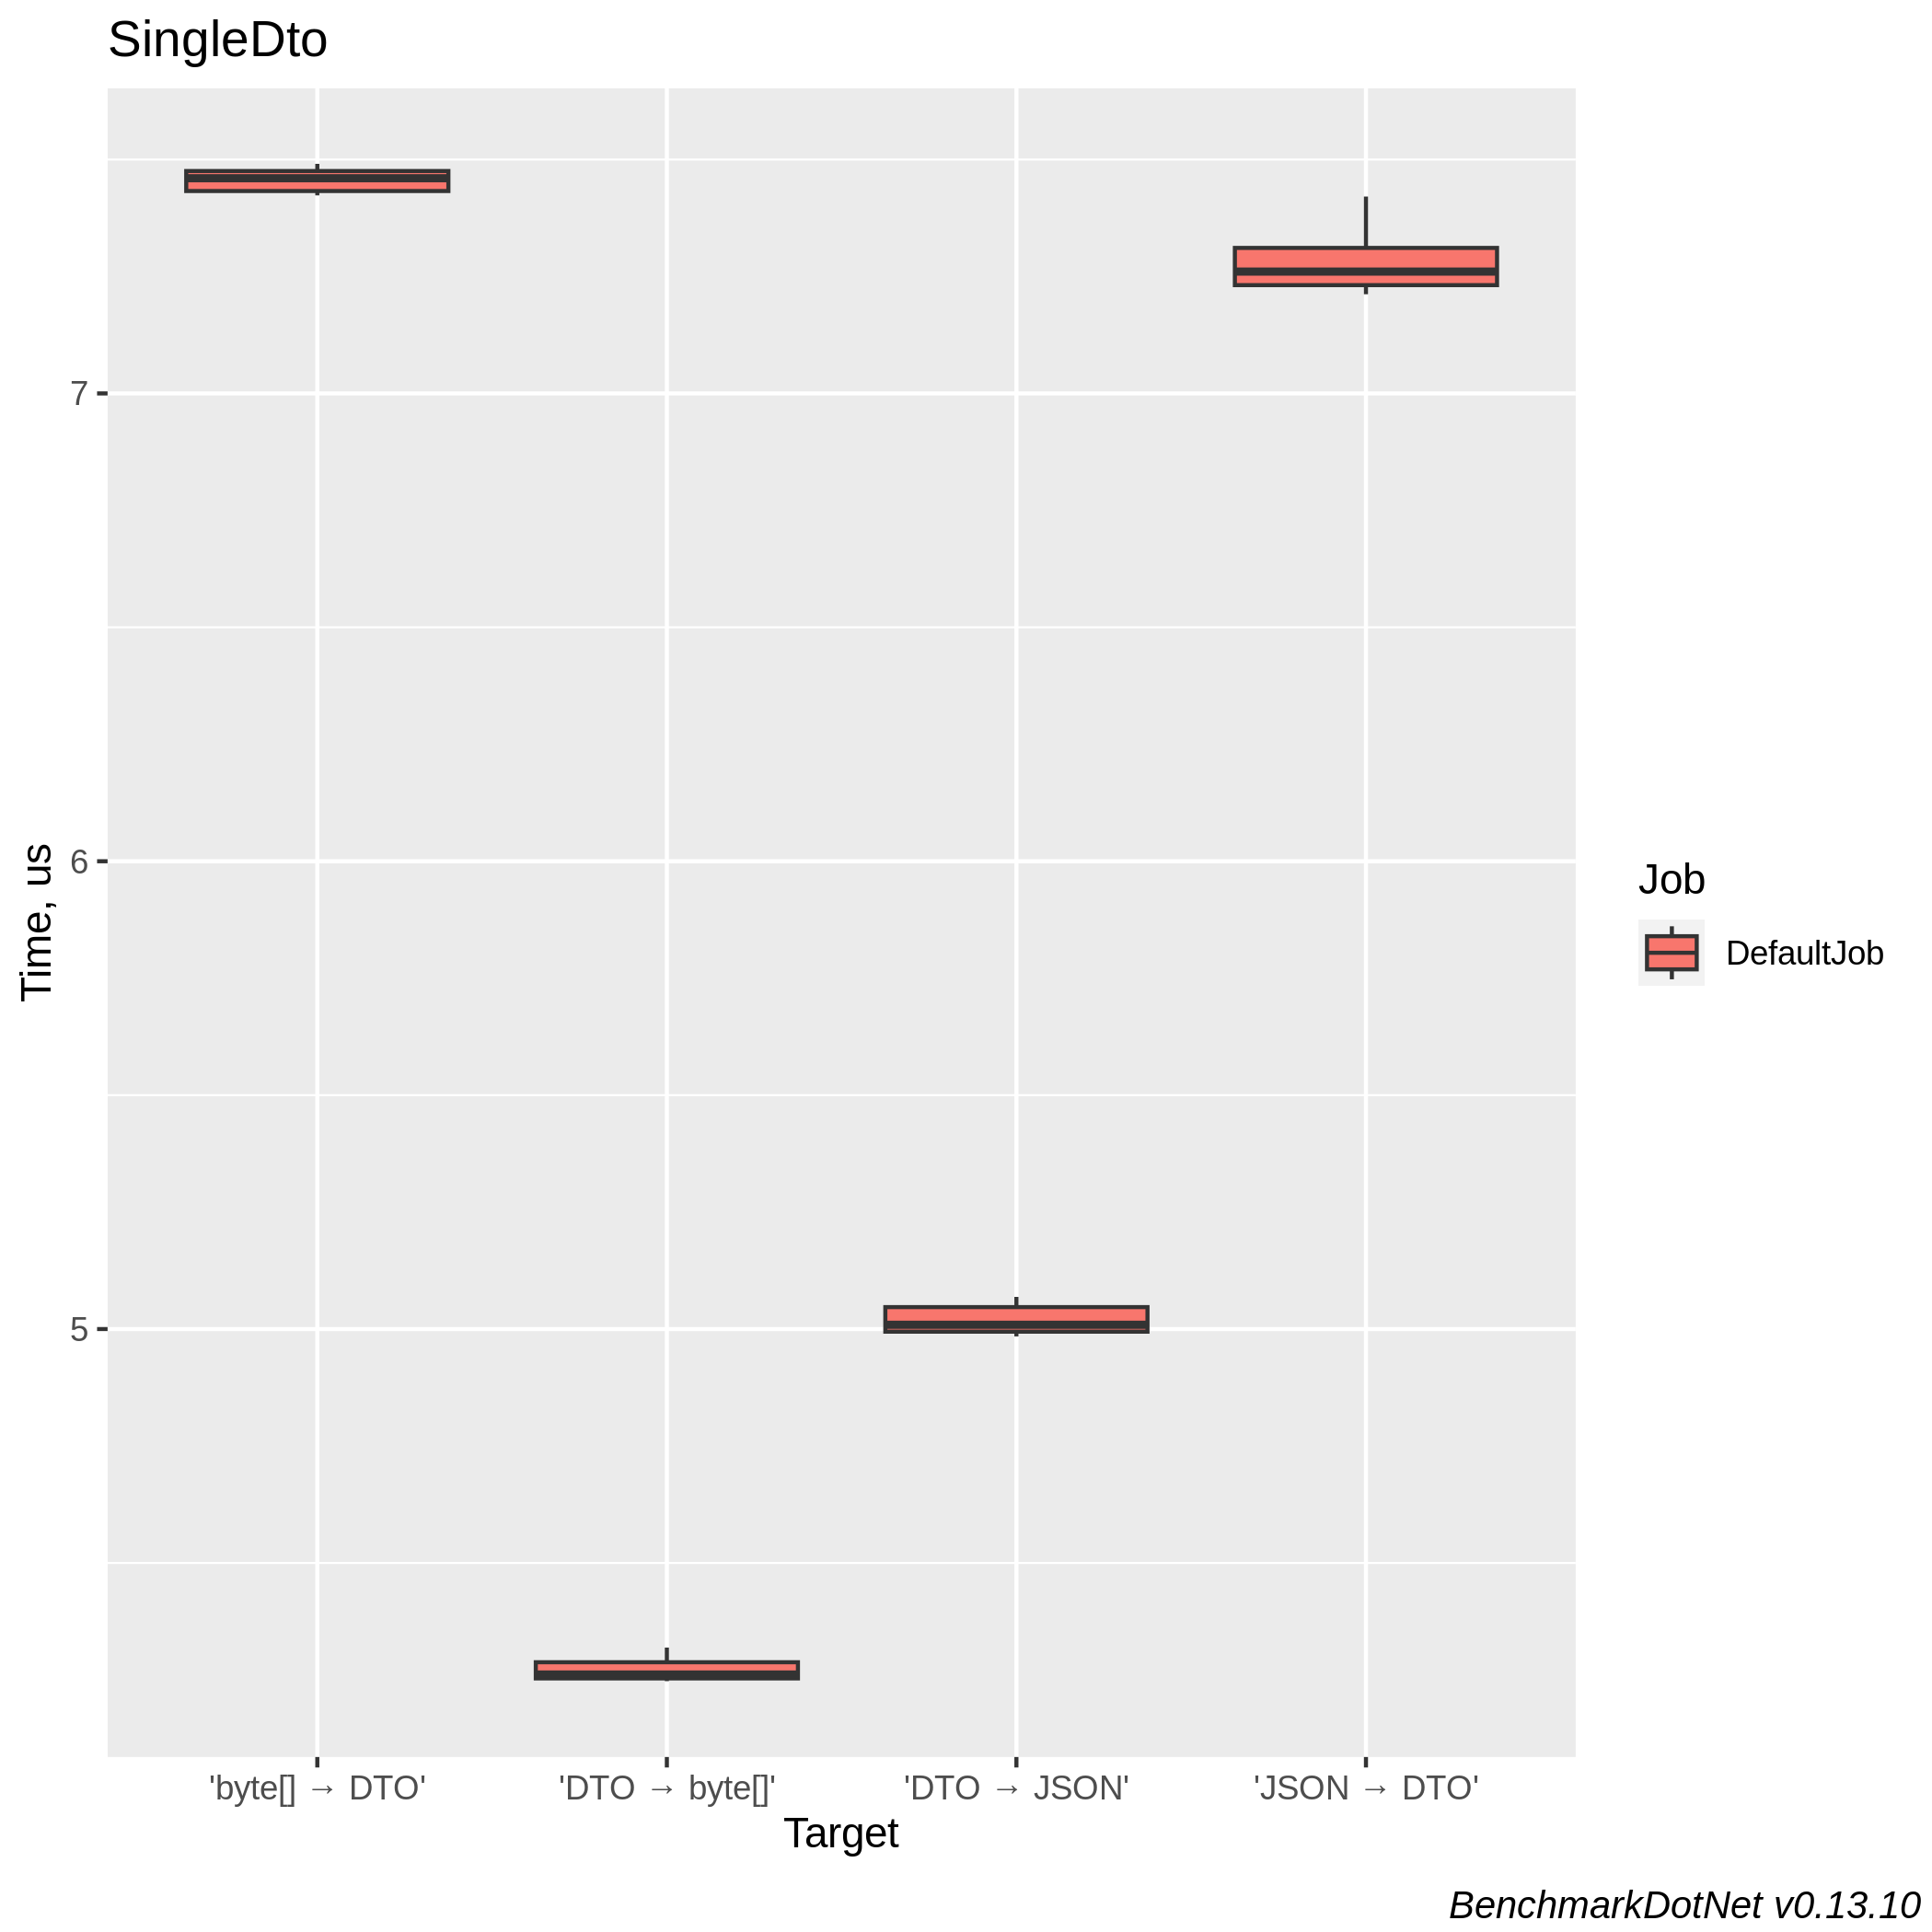 SingleDto
Time, us
7
6
5
'byte[] → DTO'
'DTO → byte[]'
'DTO → JSON'
'JSON → DTO'
Target
Job
DefaultJob
BenchmarkDotNet v0.13.10